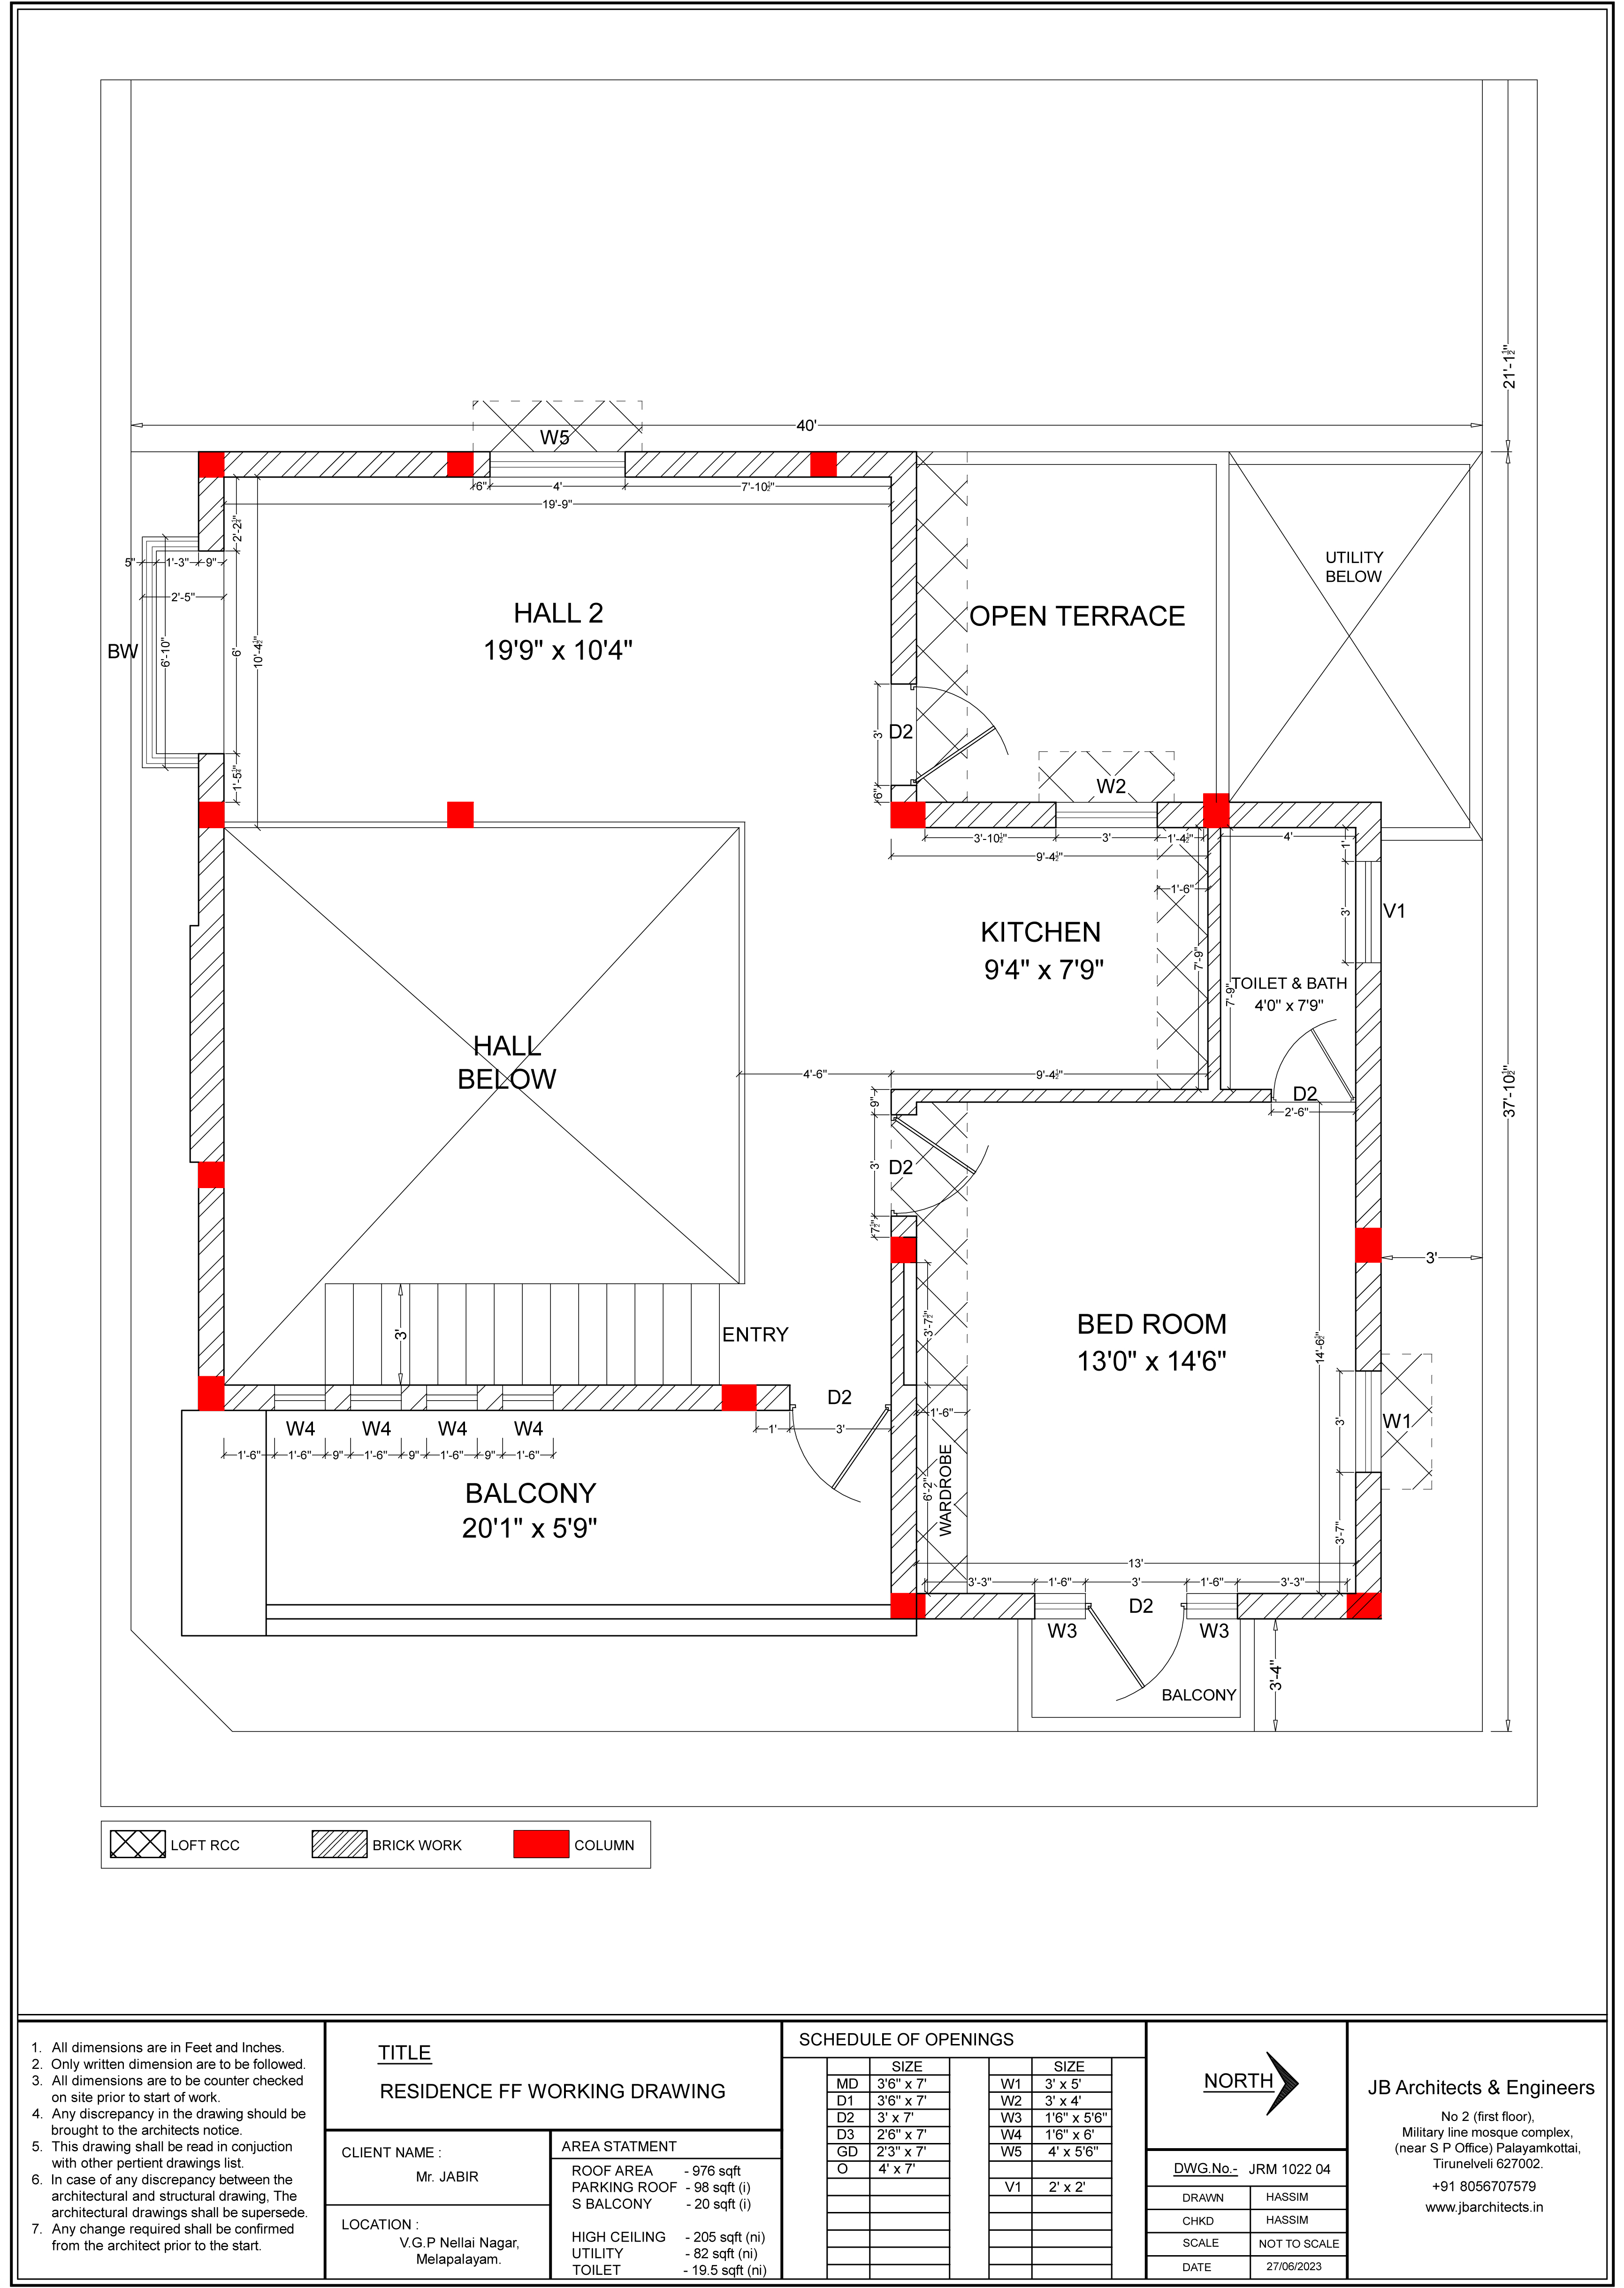 21'-1½"
40'
W5
6"
4'
7'-10½"
19'-9"
2'-2½"
5"
1'-3"
9"
2'-5"
BW
6'-10"
6'
10'-4½"
1'-5½"
HALL 2
19'9" x 10'4"
OPEN TERRACE
UTILITY
BELOW
D2
3'
6"
W2
3'-10½"
3'
1'-4½"
4'
1'
9'-4½"
1'-6"
3'
V1
KITCHEN
9'4" x 7'9"
7'-9"
7'-9"
TOILET & BATH
4'0" x 7'9"
HALL
BELOW
4'-6"
9'-4½"
D2
2'-6"
37'-10½"
9"
3'
D2
7½"
3'
BED ROOM
13'0" x 14'6"
3'-7½"
14'-6½"
3'
ENTRY
D2
1'
3'
1'-6"
W4
W4
W4
W4
1'-6"
1'-6"
9"
1'-6"
9"
1'-6"
9"
1'-6"
3'
W1
BALCONY
20'1" x 5'9"
6'-2"
WARDROBE
3'-7"
13'
3'-3"
1'-6"
3'
1'-6"
3'-3"
W3
D2
W3
3'-4"
BALCONY
LOFT RCC
BRICK WORK
COLUMN
1. All dimensions are in Feet and Inches.
2. Only written dimension are to be followed.
3. All dimensions are to be counter checked
on site prior to start of work.
4. Any discrepancy in the drawing should be
brought to the architects notice.
5. This drawing shall be read in conjuction
with other pertient drawings list.
6. In case of any discrepancy between the
architectural and structural drawing, The
architectural drawings shall be supersede.
7. Any change required shall be confirmed
from the architect prior to the start.
TITLE
RESIDENCE FF WORKING DRAWING
CLIENT NAME :
Mr. JABIR
LOCATION :
V.G.P Nellai Nagar,
Melapalayam.
AREA STATMENT
ROOF AREA - 976 sqft
PARKING ROOF - 98 sqft (i)
S BALCONY - 20 sqft (i)
HIGH CEILING - 205 sqft (ni)
UTILITY - 82 sqft (ni)
TOILET - 19.5 sqft (ni)
SCHEDULE OF OPENINGS
SIZE
MD 3'6" x 7'
D1 3'6" x 7'
D2 3' x 7'
D3 2'6" x 7'
GD 2'3" x 7'
O 4' x 7'
SIZE
W1 3' x 5'
W2 3' x 4'
W3 1'6" x 5'6"
W4 1'6" x 6'
W5 4' x 5'6"
V1 2' x 2'
NORTH
DWG.No.- JRM 1022 04
DRAWN HASSIM
CHKD HASSIM
SCALE NOT TO SCALE
DATE 27/06/2023
JB Architects & Engineers
No 2 (first floor),
Military line mosque complex,
(near S P Office) Palayamkottai,
Tirunelveli 627002.
+91 8056707579
www.jbarchitects.in